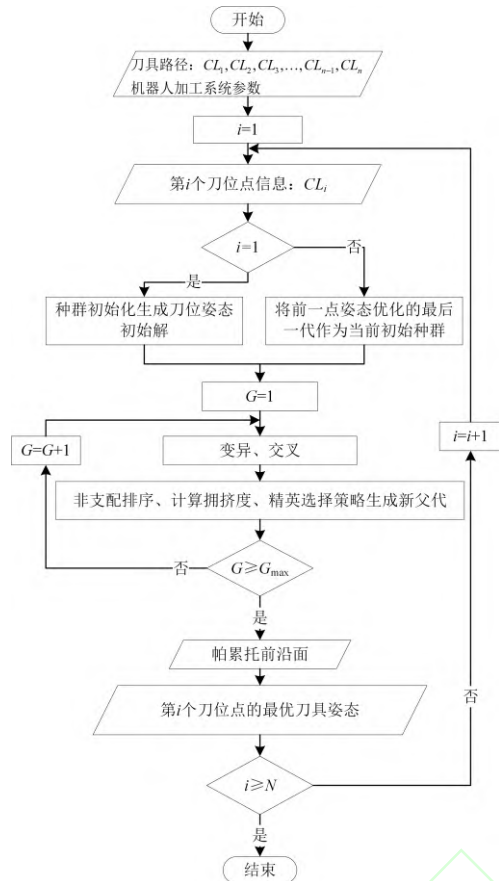 开始
刀具路径：CL₁,CL₂,CL₃,…,CLₙ₋₁,CLₙ
机器人加工系统参数
i=1
第i个刀位点信息：CLᵢ
i=1
是
否
种群初始化生成刀位姿态
初始解
将前一点姿态优化的最后
一代作为当前初始种群
G=1
G=G+1
变异、交叉
i=i+1
非支配排序、计算拥挤度、精英选择策略生成新父代
否
G≥Gmax
是
帕累托前沿面
否
第i个刀位点的最优刀具姿态
i≥N
是
结束